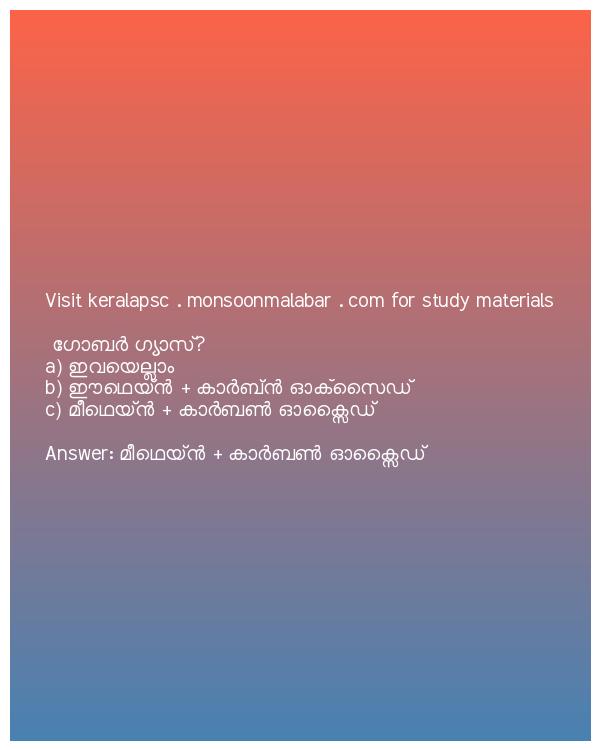 Visit keralapsc . monsoonmalabar . com for study materials
ഗോബർ ഗ്യാസ്?
a) ഇവയെല്ലാം
b) ഈഥെയ്ൻ + കാർബ്ൻ ഓക്സൈഡ്
c) മീഥെയ്ൻ + കാർബൺ ഓക്സൈഡ്
Answer: മീഥെയ്ൻ + കാർബൺ ഓക്സൈഡ്